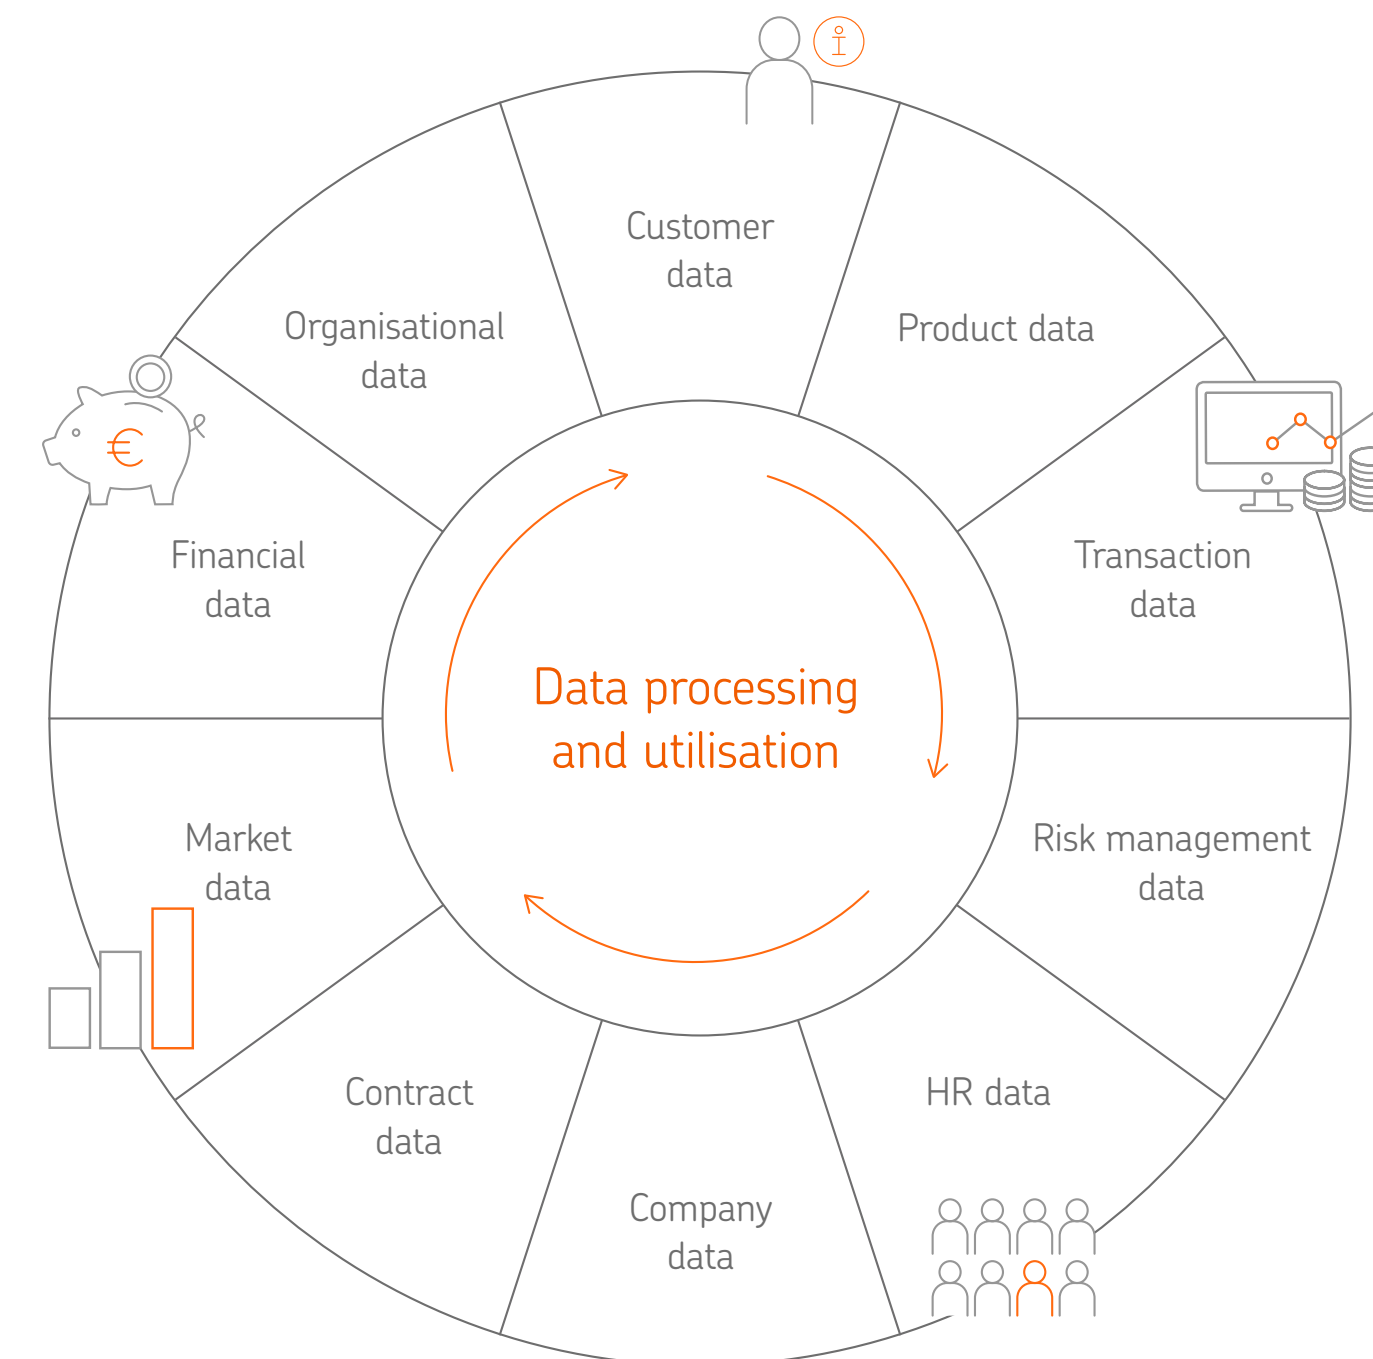 Customer
data
Product data
Transaction
data
Risk management
data
HR data
Company
data
Contract
data
Market
data
Financial
data
€
Organisational
data
Data processing
and utilisation